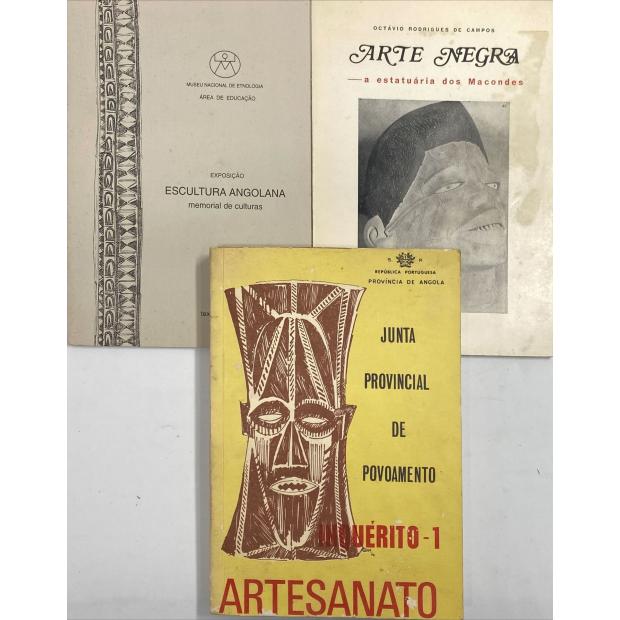 MUSEU NACIONAL DE ETNOLOGIA
ÁREA DE EDUCAÇÃO
EXPOSIÇÃO
ESCULTURA ANGOLANA
memorial de culturas
OCTÁVIO RODRIGUES DE CAMPOS
ARTE NEGRA
—a estatuária dos Macondes
REPÚBLICA PORTUGUESA
PROVÍNCIA DE ANGOLA
JUNTA
PROVINCIAL
DE
POVOAMENTO
INQUÉRITO-1
ARTESANATO